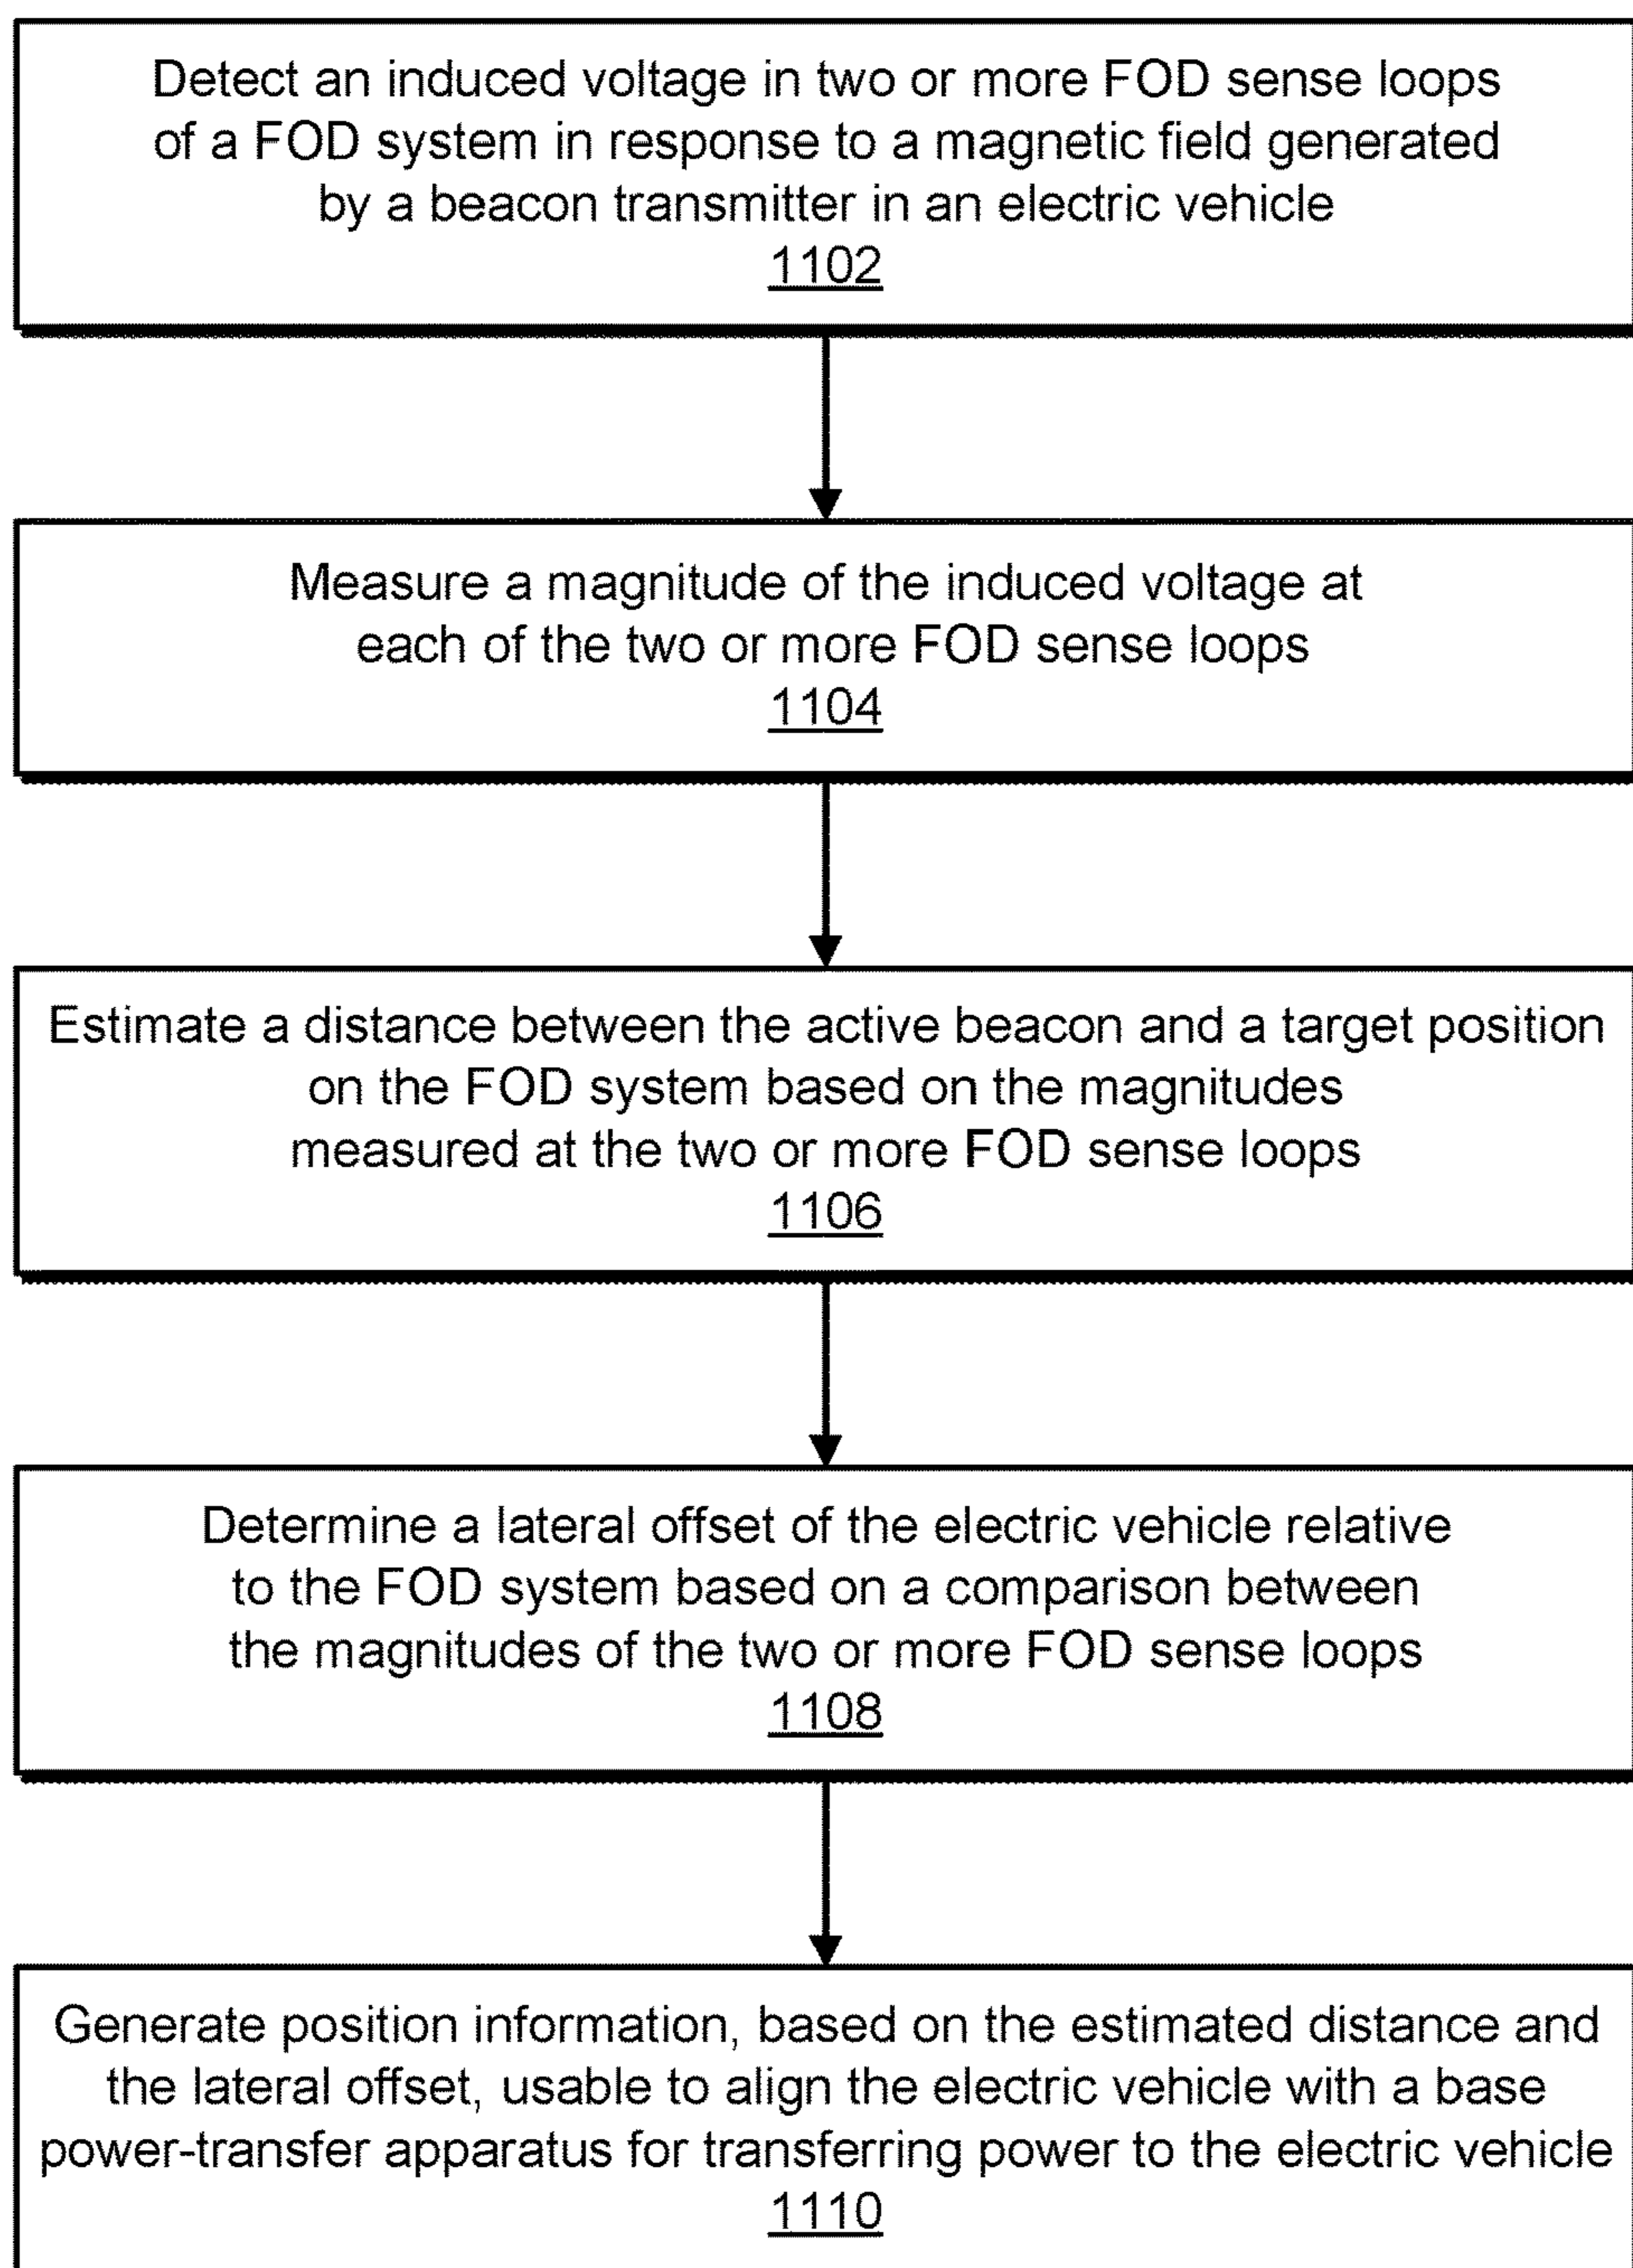 Detect an induced voltage in two or more FOD sense loops
of a FOD system in response to a magnetic field generated
by a beacon transmitter in an electric vehicle
1102
Measure a magnitude of the induced voltage at
each of the two or more FOD sense loops
1104
Estimate a distance between the active beacon and a target position
on the FOD system based on the magnitudes
measured at the two or more FOD sense loops
1106
Determine a lateral offset of the electric vehicle relative
to the FOD system based on a comparison between
the magnitudes of the two or more FOD sense loops
1108
Generate position information, based on the estimated distance and
the lateral offset, usable to align the electric vehicle with a base
power-transfer apparatus for transferring power to the electric vehicle
1110